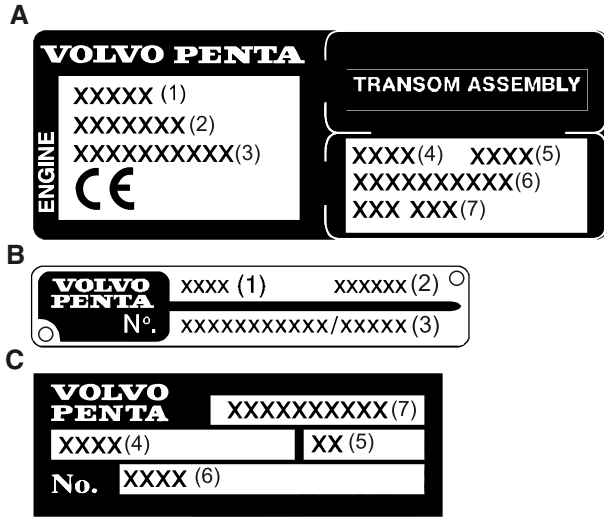 A
VOLVO PENTA
ENGINE
XXXXX (1)
XXXXXXX (2)
XXXXXXXXXX(3)
CE
TRANSOM ASSEMBLY
XXXX(4) XXXX(5)
XXXXXXXXXX(6)
XXX XXX(7)
B
VOLVO
PENTA
xxxx (1) xxxxxx(2)
Nº. xxxxxxxxxxx/xxxxx(3)
C
VOLVO
PENTA
XXXXXXXXXX(7)
XXXX(4) XX(5)
No. XXXX (6)